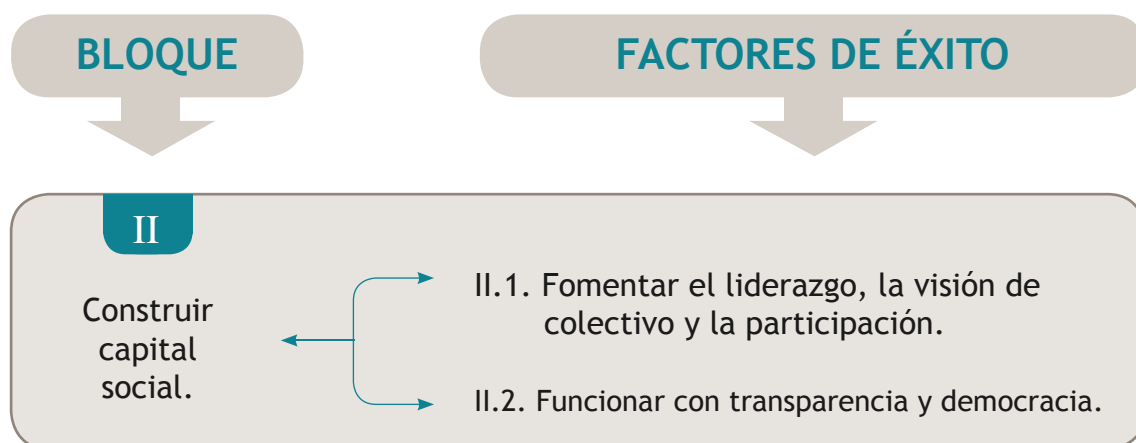 BLOQUE
FACTORES DE ÉXITO
II
Construir
capital
social.
II.1. Fomentar el liderazgo, la visión de
colectivo y la participación.
II.2. Funcionar con transparencia y democracia.